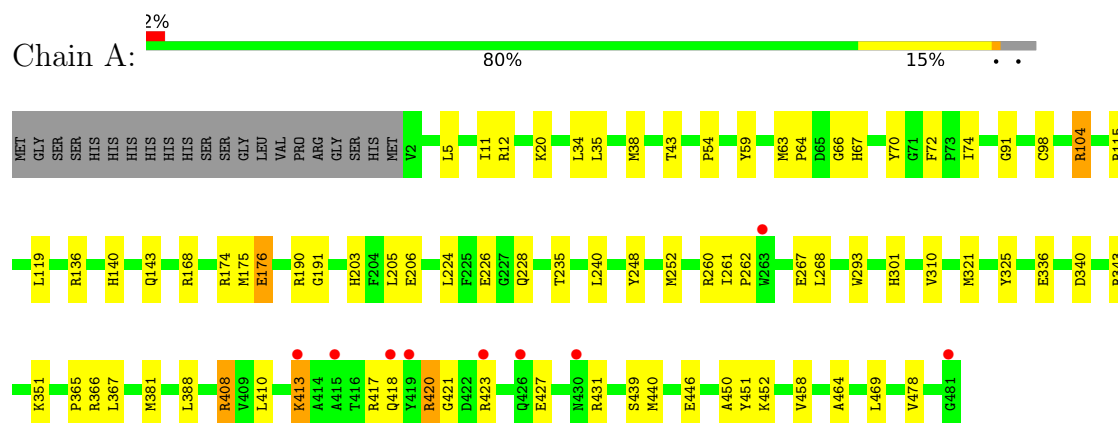 2%
Chain A:
80% 15% • •
MET GLY SER SER HIS HIS HIS HIS HIS HIS SER SER GLY LEU VAL PRO ARG GLY SER HIS MET V2 L5 I11 R12 K20 L34 L35 M38 T43 P54 Y59 M63 P64 D65 G66 H67 Y70 G71 F72 P73 I74 G91 C98 R104
L119 R136 H140 Q143 R168 R174 M175 E176 R190 G191 H203 F204 L205 E206 L224 F225 E226 G227 Q228 T235 L240 Y248 M252 R260 I261 P262 W263 E267 L268 W293 H301 V310 M321 Y325 E336 D340
K351 P365 R366 L367 M381 L388 R408 V409 L410 K413 A414 A415 T416 R417 Q418 Y419 R420 G421 D422 R423 Q426 E427 N430 R431 S439 M440 E446 A450 Y451 K452 V458 A464 L469 V478 G481